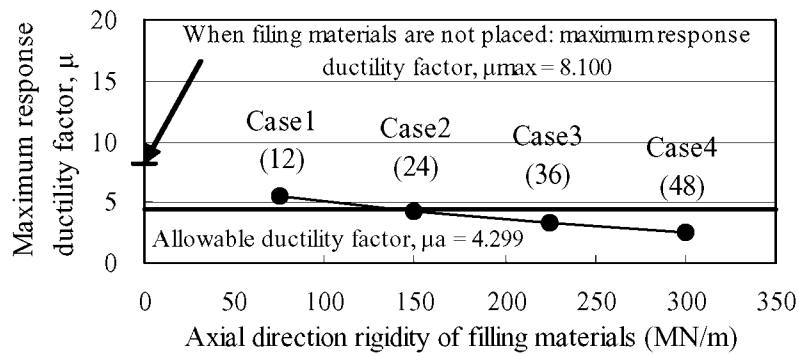 20
15
10
5
0
Maximum response
ductility factor, μ
When filing materials are not placed: maximum response
ductility factor, μmax = 8.100
Case1
(12)
Case2
(24)
Case3
(36)
Case4
(48)
Allowable ductility factor, μa = 4.299
0 50 100 150 200 250 300 350
Axial direction rigidity of filling materials (MN/m)